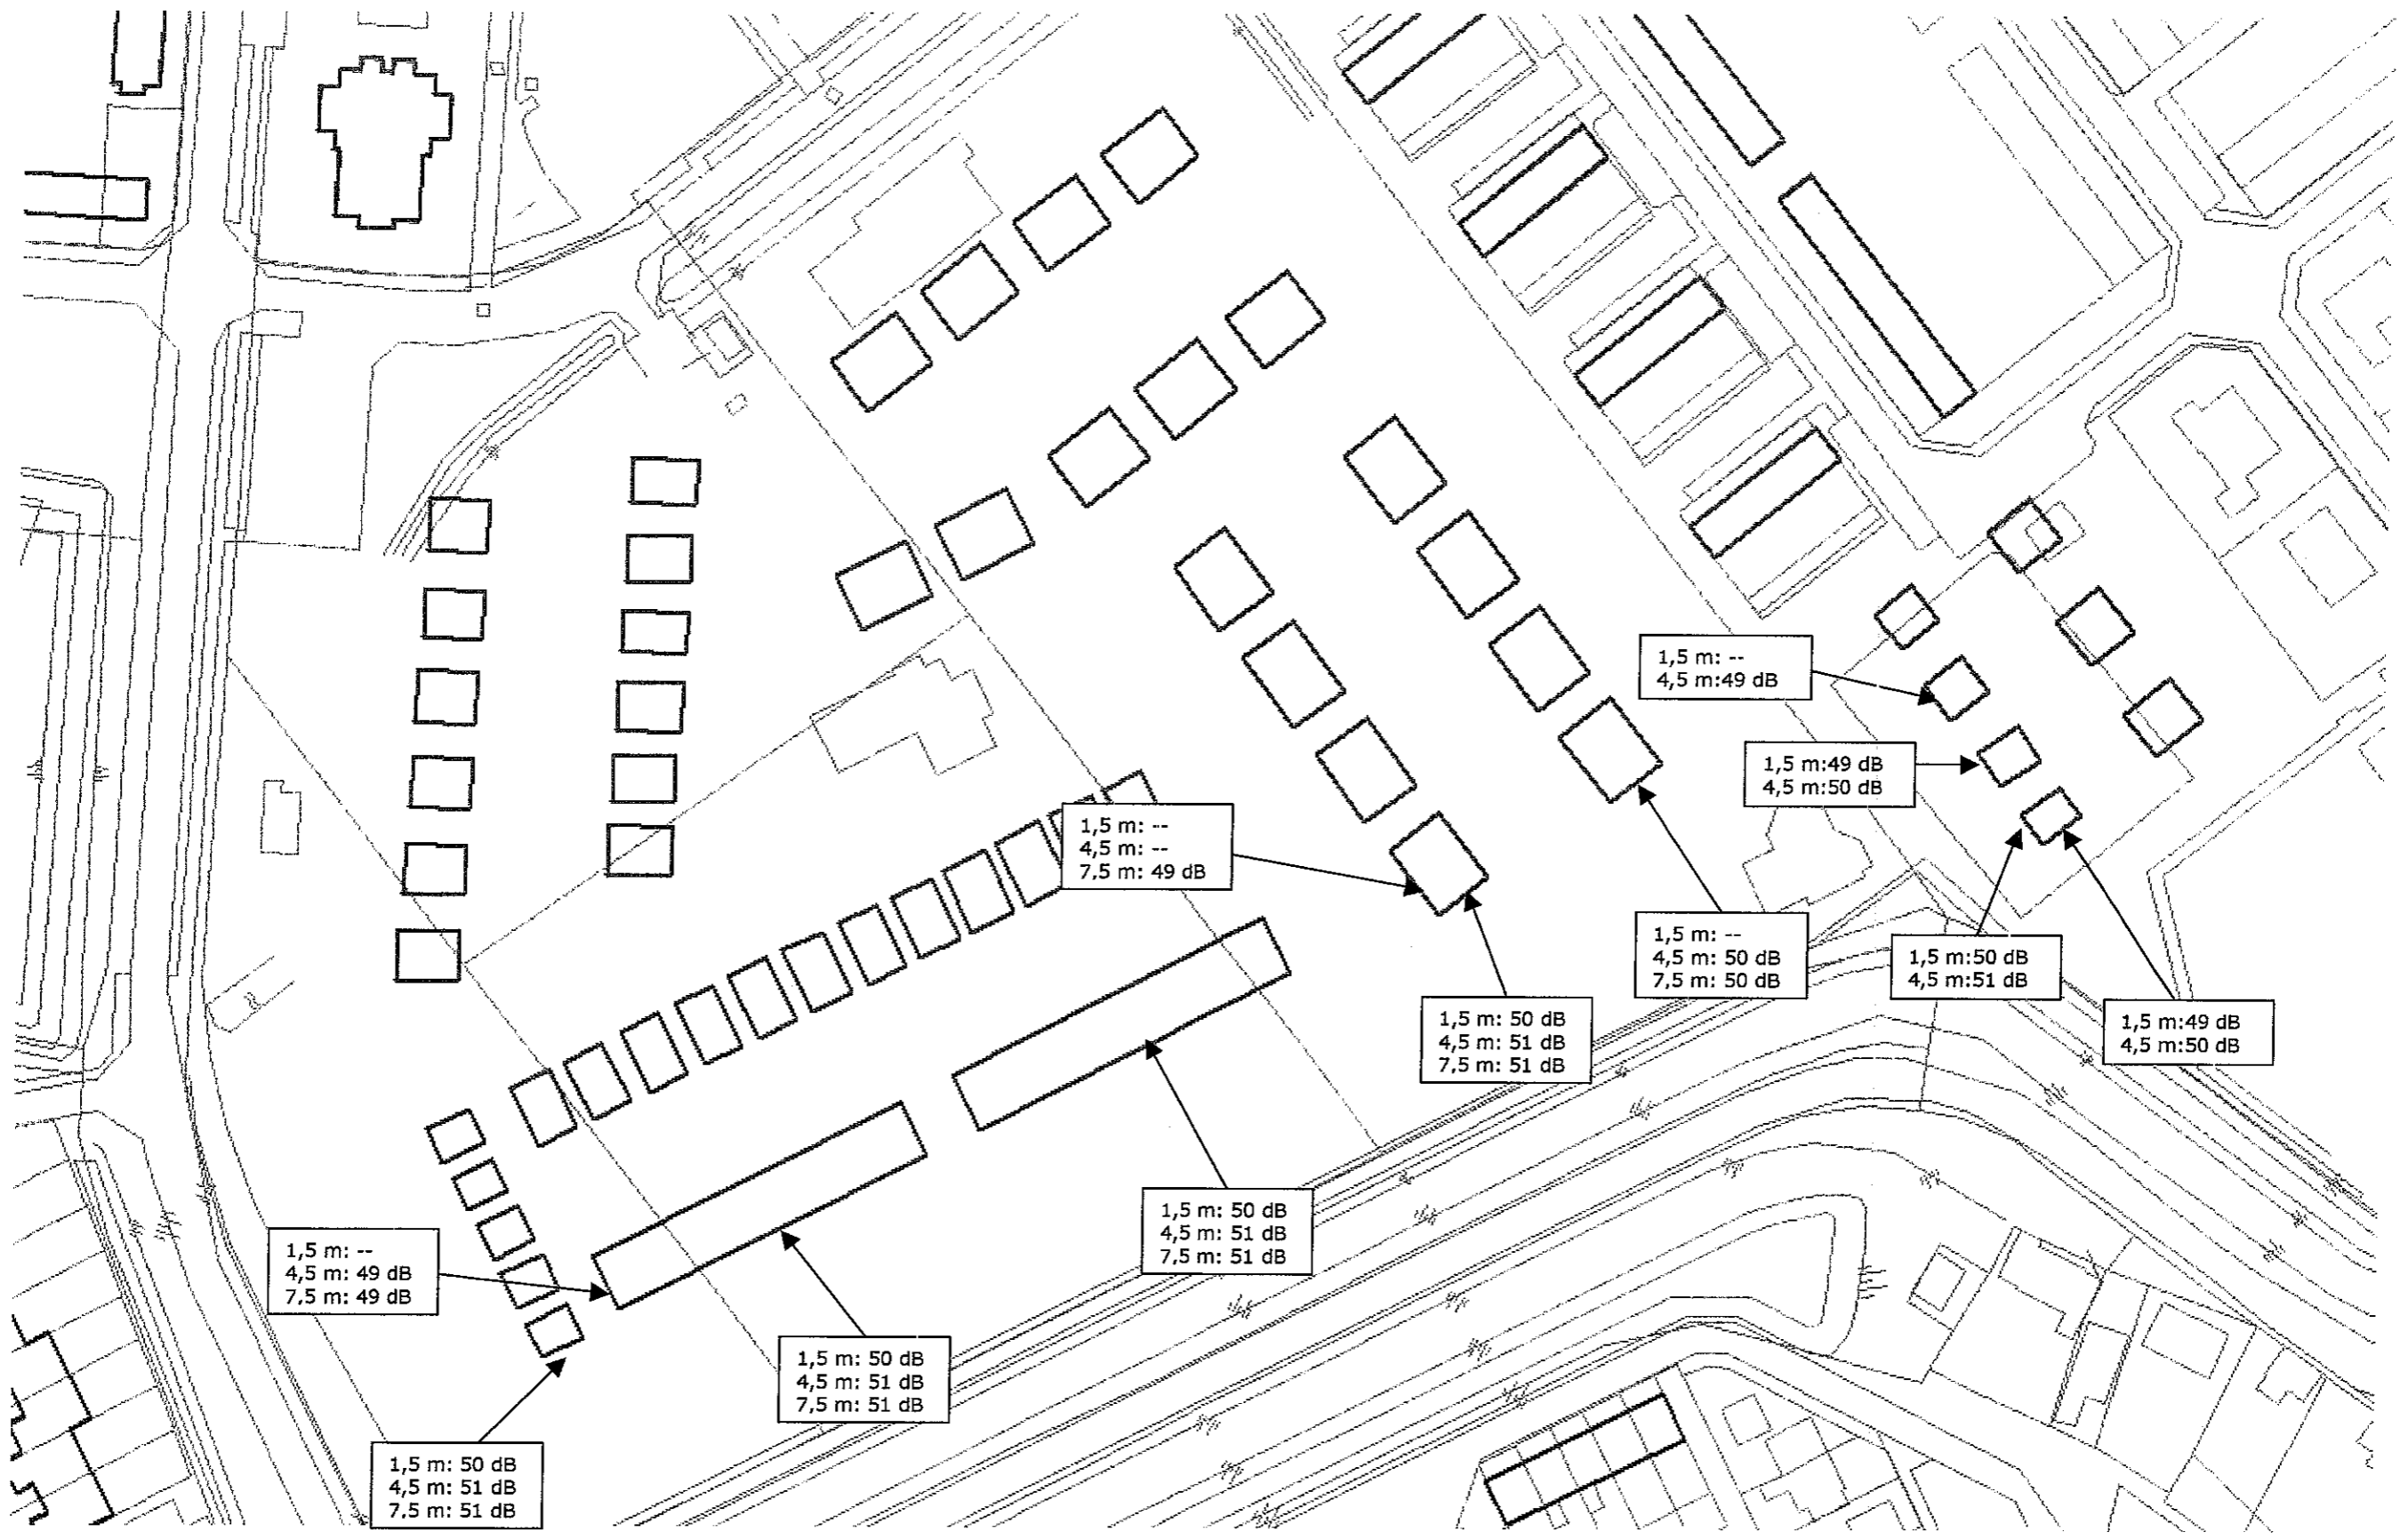 1,5 m: --
4,5 m:49 dB
1,5 m:49 dB
4,5 m:50 dB
1,5 m: --
4,5 m: --
7,5 m: 49 dB
1,5 m: --
4,5 m: 50 dB
7,5 m: 50 dB
1,5 m:50 dB
4,5 m:51 dB
1,5 m: 50 dB
4,5 m: 51 dB
7,5 m: 51 dB
1,5 m:49 dB
4,5 m:50 dB
1,5 m: 50 dB
4,5 m: 51 dB
7,5 m: 51 dB
1,5 m: --
4,5 m: 49 dB
7,5 m: 49 dB
1,5 m: 50 dB
4,5 m: 51 dB
7,5 m: 51 dB
1,5 m: 50 dB
4,5 m: 51 dB
7,5 m: 51 dB